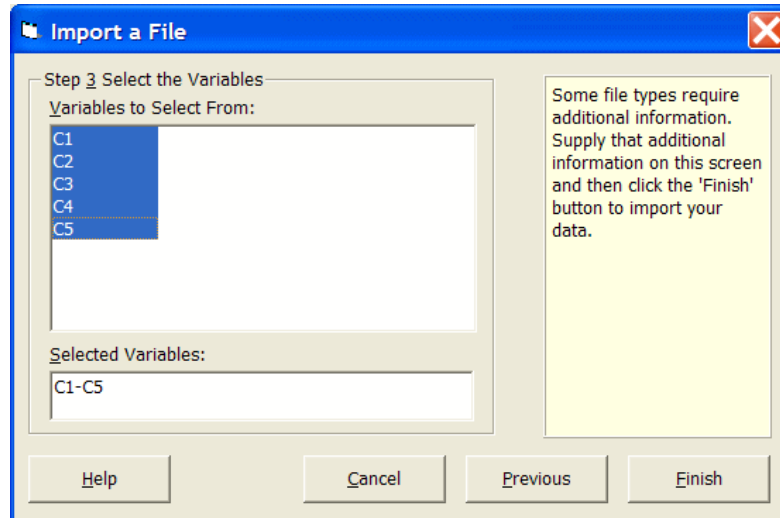 Import a File
Step 3 Select the Variables
Variables to Select From:
C1
C2
C3
C4
C5
Selected Variables:
C1-C5
Some file types require
additional information.
Supply that additional
information on this screen
and then click the 'Finish'
button to import your
data.
Help
Cancel
Previous
Finish